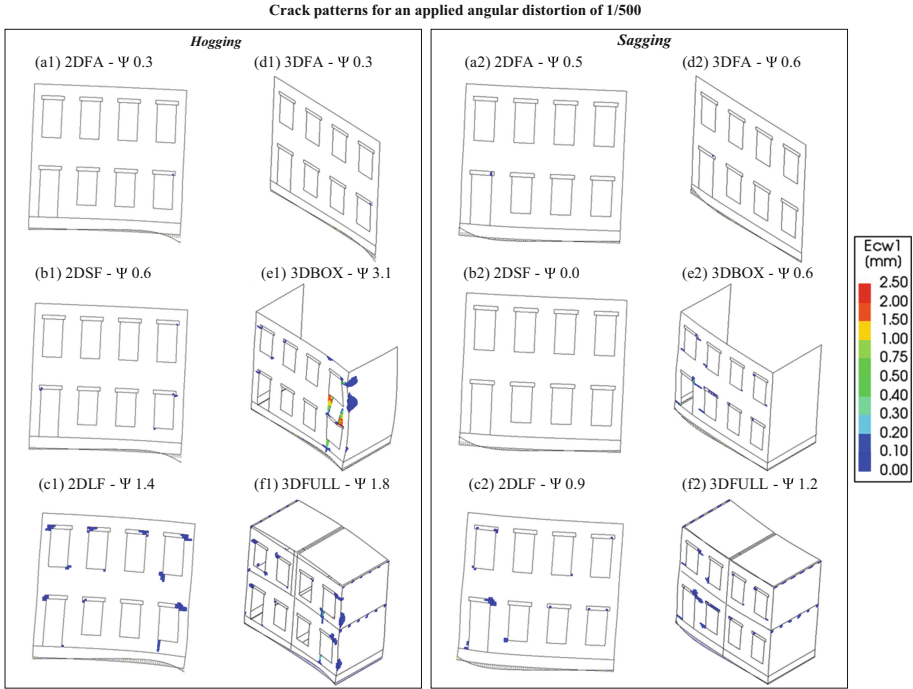 Crack patterns for an applied angular distortion of 1/500
Hogging
(a1) 2DFA - Ψ 0.3
(d1) 3DFA - Ψ 0.3
(b1) 2DSF - Ψ 0.6
(e1) 3DBOX - Ψ 3.1
(c1) 2DLF - Ψ 1.4
(f1) 3DFULL - Ψ 1.8
Sagging
(a2) 2DFA - Ψ 0.5
(d2) 3DFA - Ψ 0.6
(b2) 2DSF - Ψ 0.0
(e2) 3DBOX - Ψ 0.6
(c2) 2DLF - Ψ 0.9
(f2) 3DFULL - Ψ 1.2
Ecw1
(mm)
2.50
2.00
1.50
1.00
0.75
0.50
0.40
0.30
0.20
0.10
0.00